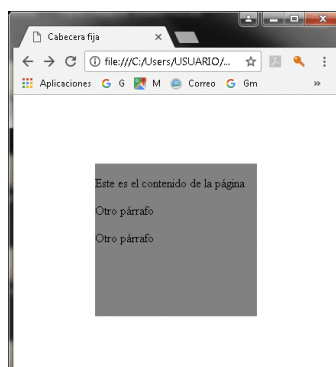 Cabecera fija
file:///C:/Users/USUARIO/...
Aplicaciones G M Correo Gm
Este es el contenido de la página
Otro párrafo
Otro párrafo